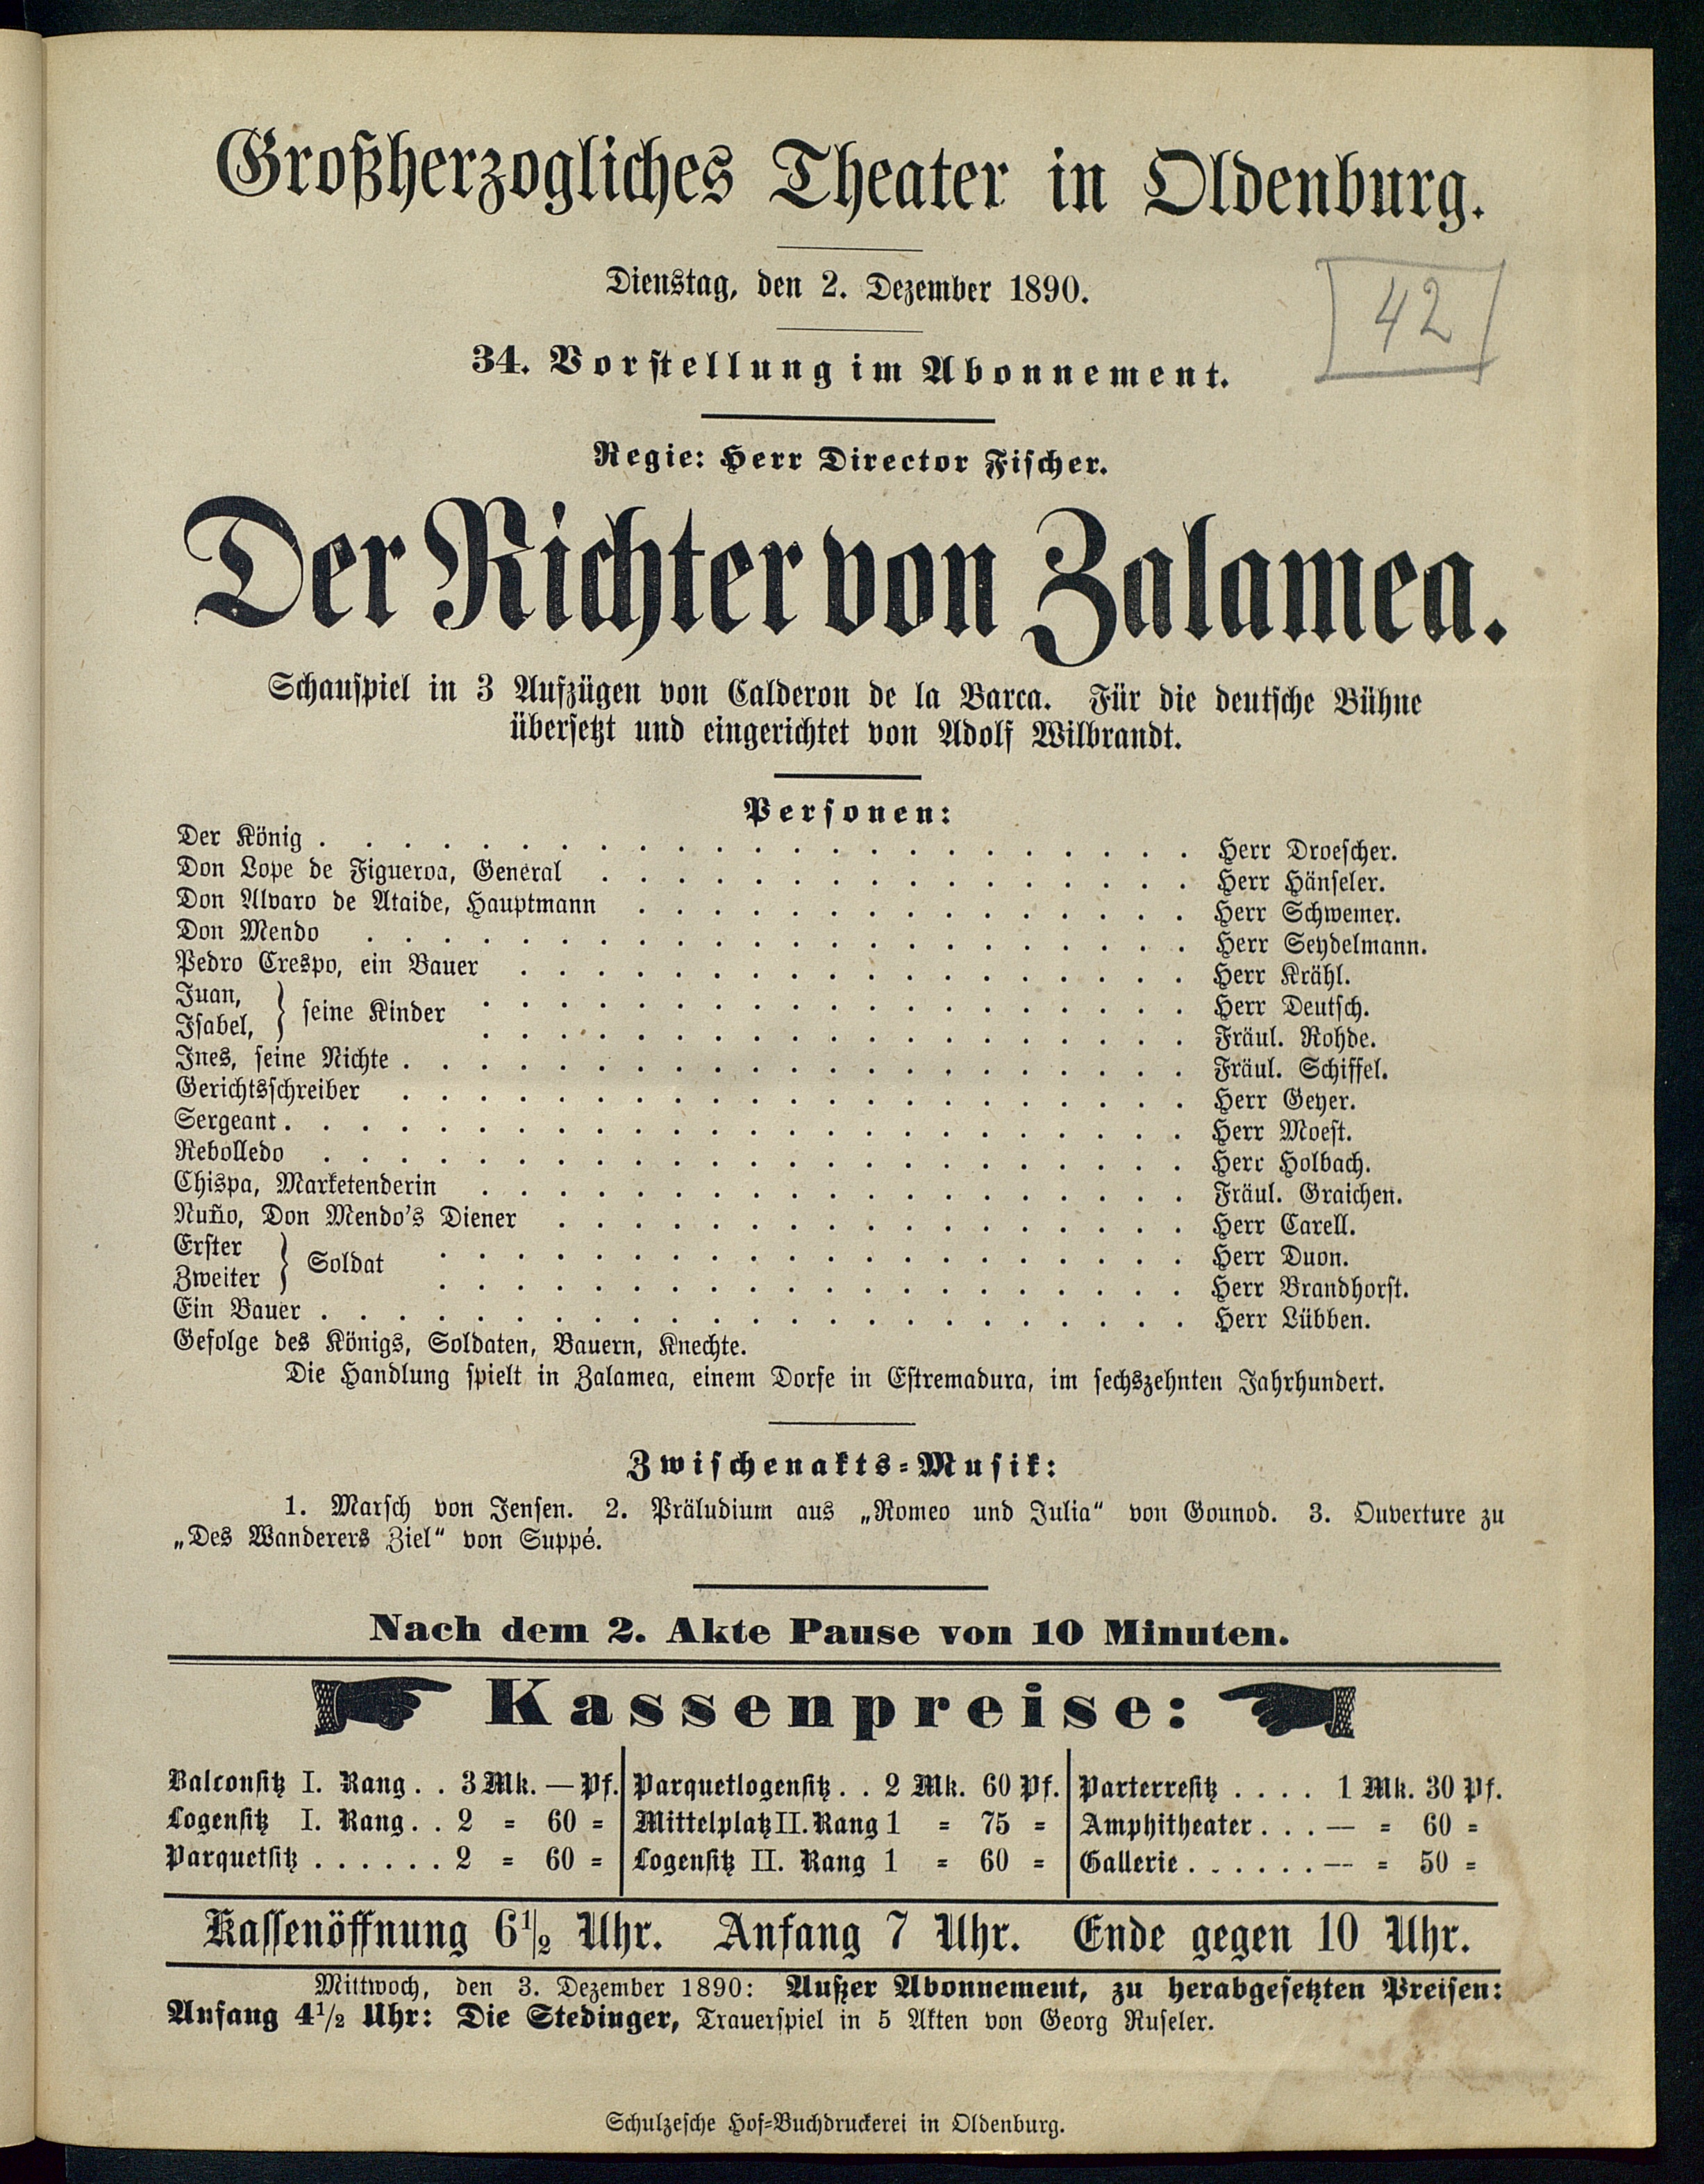 Großherzogliches Theater in Oldenburg.
Dienstag, den 2. Dezember 1890.
42
34. Vorstellung im Abonnement.
Regie: Herr Director Fischer.
Der Richter von Zalamea.
Schauspiel in 3 Aufzügen von Calderon de la Barca. Für die deutsche Bühne
übersetzt und eingerichtet von Adolf Wilbrandt.
Personen:
Der König . . . . . . . . . . Herr Droescher.
Don Lope de Figueroa, General . . . . . . . . . . Herr Hänseler.
Don Alvaro de Ataide, Hauptmann . . . . . . . . . . Herr Schwemer.
Don Mendo . . . . . . . . . . Herr Seydelmann.
Pedro Crespo, ein Bauer . . . . . . . . . . Herr Krähl.
Juan, } seine Kinder . . . . . . . . . . Herr Deutsch.
Isabel, . . . . . . . . . . Fräul. Rohde.
Ines, seine Nichte . . . . . . . . . . Fräul. Schiffel.
Gerichtsschreiber . . . . . . . . . . Herr Geyer.
Sergeant . . . . . . . . . . Herr Moest.
Rebolledo . . . . . . . . . . Herr Holbach.
Chispa, Marketenderin . . . . . . . . . . Fräul. Graichen.
Nuño, Don Mendo's Diener . . . . . . . . . . Herr Carell.
Erster } Soldat . . . . . . . . . . Herr Duon.
Zweiter . . . . . . . . . . Herr Brandhorst.
Ein Bauer . . . . . . . . . . Herr Lübben.
Gefolge des Königs, Soldaten, Bauern, Knechte.
Die Handlung spielt in Zalamea, einem Dorfe in Estremadura, im sechszehnten Jahrhundert.
Zwischenakts=Musik:
1. Marsch von Jensen. 2. Präludium aus „Romeo und Julia“ von Gounod. 3. Ouverture zu
„Des Wanderers Ziel“ von Suppé.
Nach dem 2. Akte Pause von 10 Minuten.
Kassenpreise:
Balconsitz I. Rang . . 3 Mk. — Pf. Parquetlogensitz . . 2 Mk. 60 Pf. Parterresitz . . . . 1 Mk. 30 Pf.
Logensitz I. Rang . . 2 = 60 = Mittelplatz II. Rang 1 = 75 = Amphitheater . . . — = 60 =
Parquetsitz . . . . . . 2 = 60 = Logensitz II. Rang 1 = 60 = Gallerie . . . . . . — = 50 =
Kassenöffnung 6½ Uhr. Anfang 7 Uhr. Ende gegen 10 Uhr.
Mittwoch, den 3. Dezember 1890: Außer Abonnement, zu herabgesetzten Preisen:
Anfang 4½ Uhr: Die Stedinger, Trauerspiel in 5 Akten von Georg Ruseler.
Schulzesche Hof=Buchdruckerei in Oldenburg.